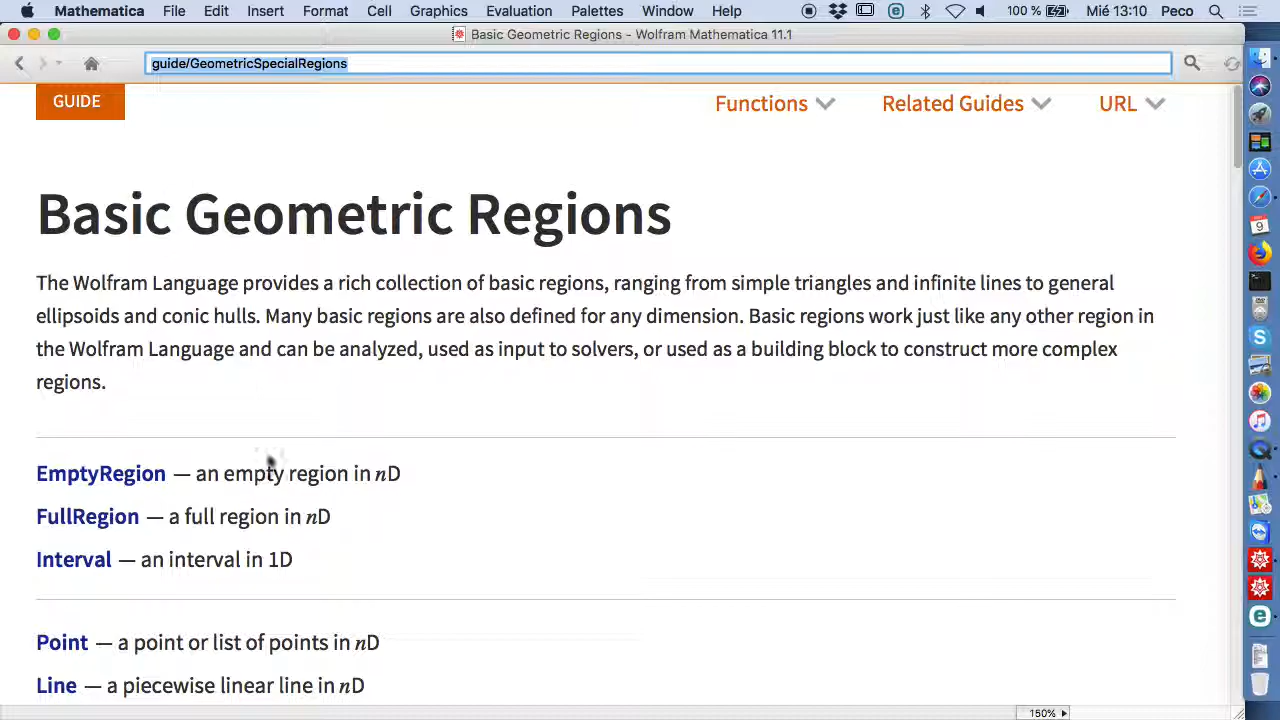 Mathematica File Edit Insert Format Cell Graphics Evaluation Palettes Window Help 100 % Mié 13:10 Peco
Basic Geometric Regions - Wolfram Mathematica 11.1
guide/GeometricSpecialRegions
GUIDE
Functions Related Guides URL
Basic Geometric Regions
The Wolfram Language provides a rich collection of basic regions, ranging from simple triangles and infinite lines to general
ellipsoids and conic hulls. Many basic regions are also defined for any dimension. Basic regions work just like any other region in
the Wolfram Language and can be analyzed, used as input to solvers, or used as a building block to construct more complex
regions.
EmptyRegion — an empty region in nD
FullRegion — a full region in nD
Interval — an interval in 1D
Point — a point or list of points in nD
Line — a piecewise linear line in nD
150%
9